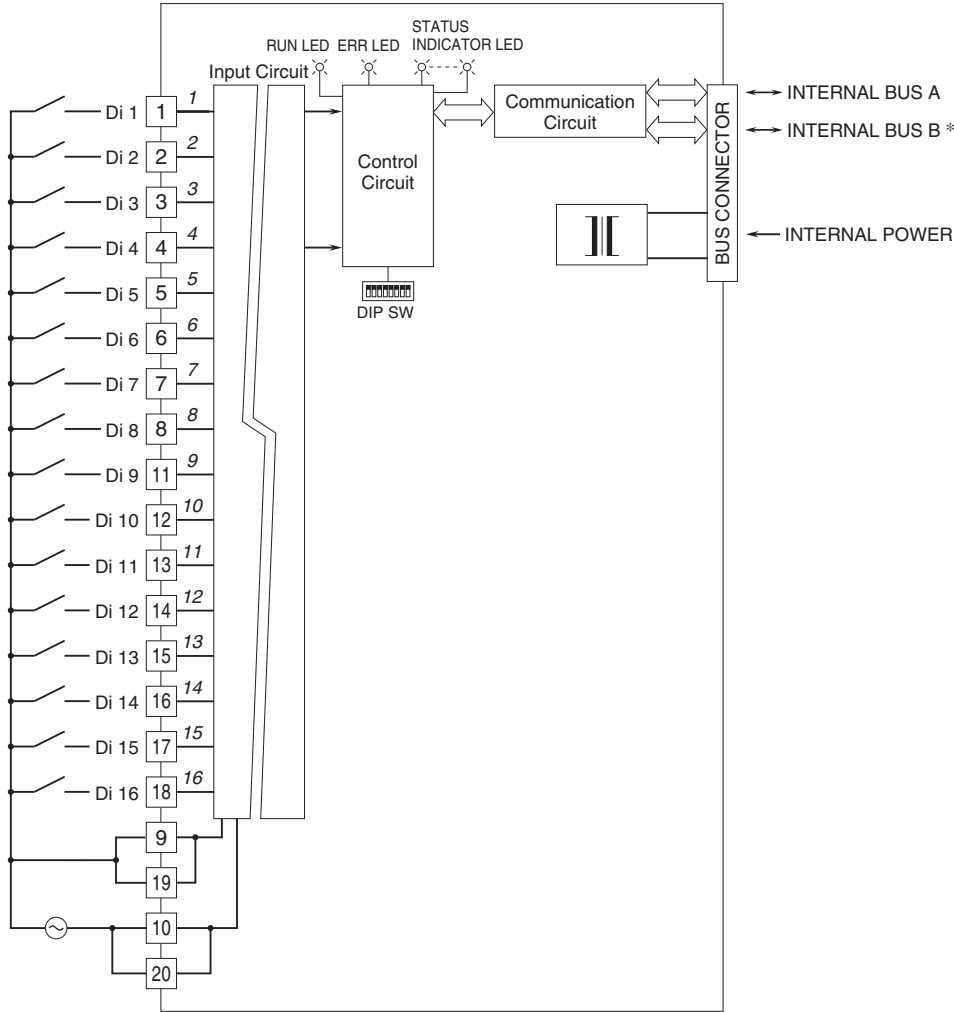 STATUS
RUN LED ERR LED INDICATOR LED
Input Circuit
Di 1 1 1
Di 2 2 2
Di 3 3 3
Di 4 4 4
Di 5 5 5
Di 6 6 6
Di 7 7 7
Di 8 8 8
Di 9 11 9
Di 10 12 10
Di 11 13 11
Di 12 14 12
Di 13 15 13
Di 14 16 14
Di 15 17 15
Di 16 18 16
9
19
10
20
Control
Circuit
DIP SW
Communication
Circuit
BUS CONNECTOR
INTERNAL BUS A
INTERNAL BUS B *
INTERNAL POWER